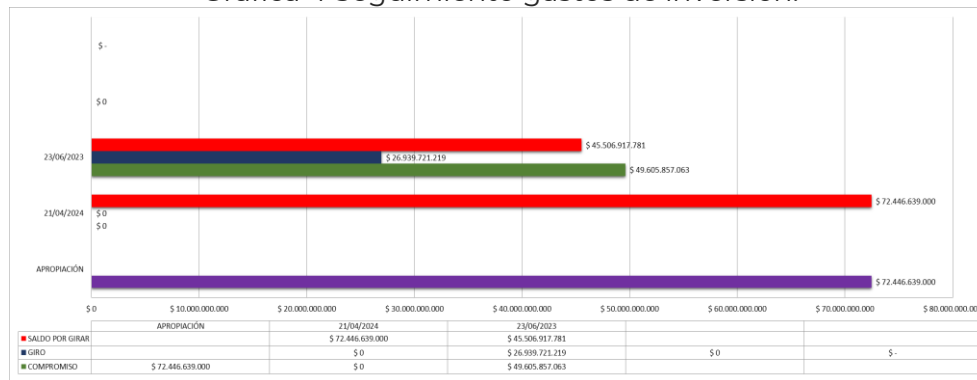 Gráfica 4 Seguimiento gastos de inversión.
$ -
$ 0
23/06/2023
$ 45.506.917.781
$ 26.939.721.219
$ 49.605.857.063
21/04/2024
$ 72.446.639.000
$ 0
$ 0
APROPIACIÓN
$ 72.446.639.000
$ 0 $ 10.000.000.000 $ 20.000.000.000 $ 30.000.000.000 $ 40.000.000.000 $ 50.000.000.000 $ 60.000.000.000 $ 70.000.000.000 $ 80.000.000.000
APROPIACIÓN 21/04/2024 23/06/2023
SALDO POR GIRAR $ 72.446.639.000 $ 45.506.917.781
GIRO $ 0 $ 26.939.721.219 $ 0 $ -
COMPROMISO $ 72.446.639.000 $ 0 $ 49.605.857.063